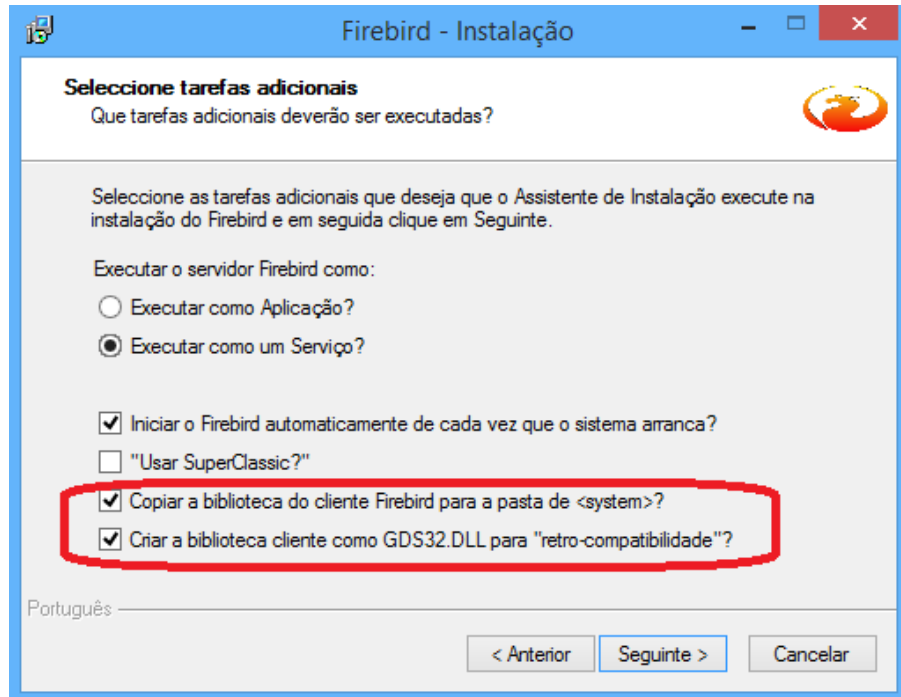 Firebird - Instalação
Seleccione tarefas adicionais
Que tarefas adicionais deverão ser executadas?
Seleccione as tarefas adicionais que deseja que o Assistente de Instalação execute na
instalação do Firebird e em seguida clique em Seguinte.
Executar o servidor Firebird como:
Executar como Aplicação?
Executar como um Serviço?
Iniciar o Firebird automaticamente de cada vez que o sistema arranca?
"Usar SuperClassic?"
Copiar a biblioteca do cliente Firebird para a pasta de <system>?
Criar a biblioteca cliente como GDS32.DLL para "retro-compatibilidade"?
Português
< Anterior Seguinte > Cancelar